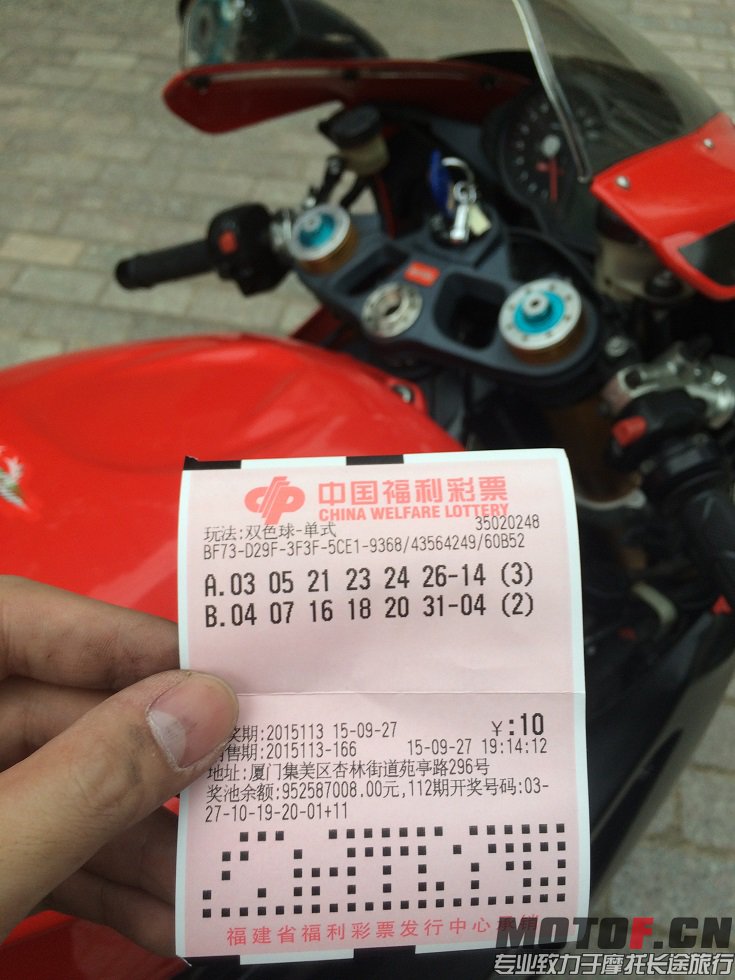 中国福利彩票
CHINA WELFARE LOTTERY
玩法:双色球-单式 35020248
BF73-D29F-3F3F-5CE1-9368/43564249/60B52
A.03 05 21 23 24 26-14 (3)
B.04 07 16 18 20 31-04 (2)
奖期:2015113 15-09-27 ¥:10
售期:2015113-166 15-09-27 19:14:12
地址:厦门集美区杏林街道苑亭路296号
奖池余额:952587008.00元,112期开奖号码:03-
27-10-19-20-01+11
福建省福利彩票发行中心承销
MOTOF.CN
专业致力于摩托长途旅行